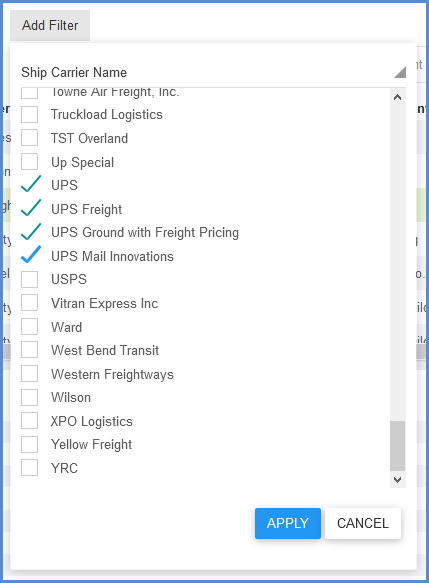 Add Filter
Ship Carrier Name
Towne Air Freight, Inc.
Truckload Logistics
TST Overland
Up Special
UPS
UPS Freight
UPS Ground with Freight Pricing
UPS Mail Innovations
USPS
Vitran Express Inc
Ward
West Bend Transit
Western Freightways
Wilson
XPO Logistics
Yellow Freight
YRC
APPLY
CANCEL